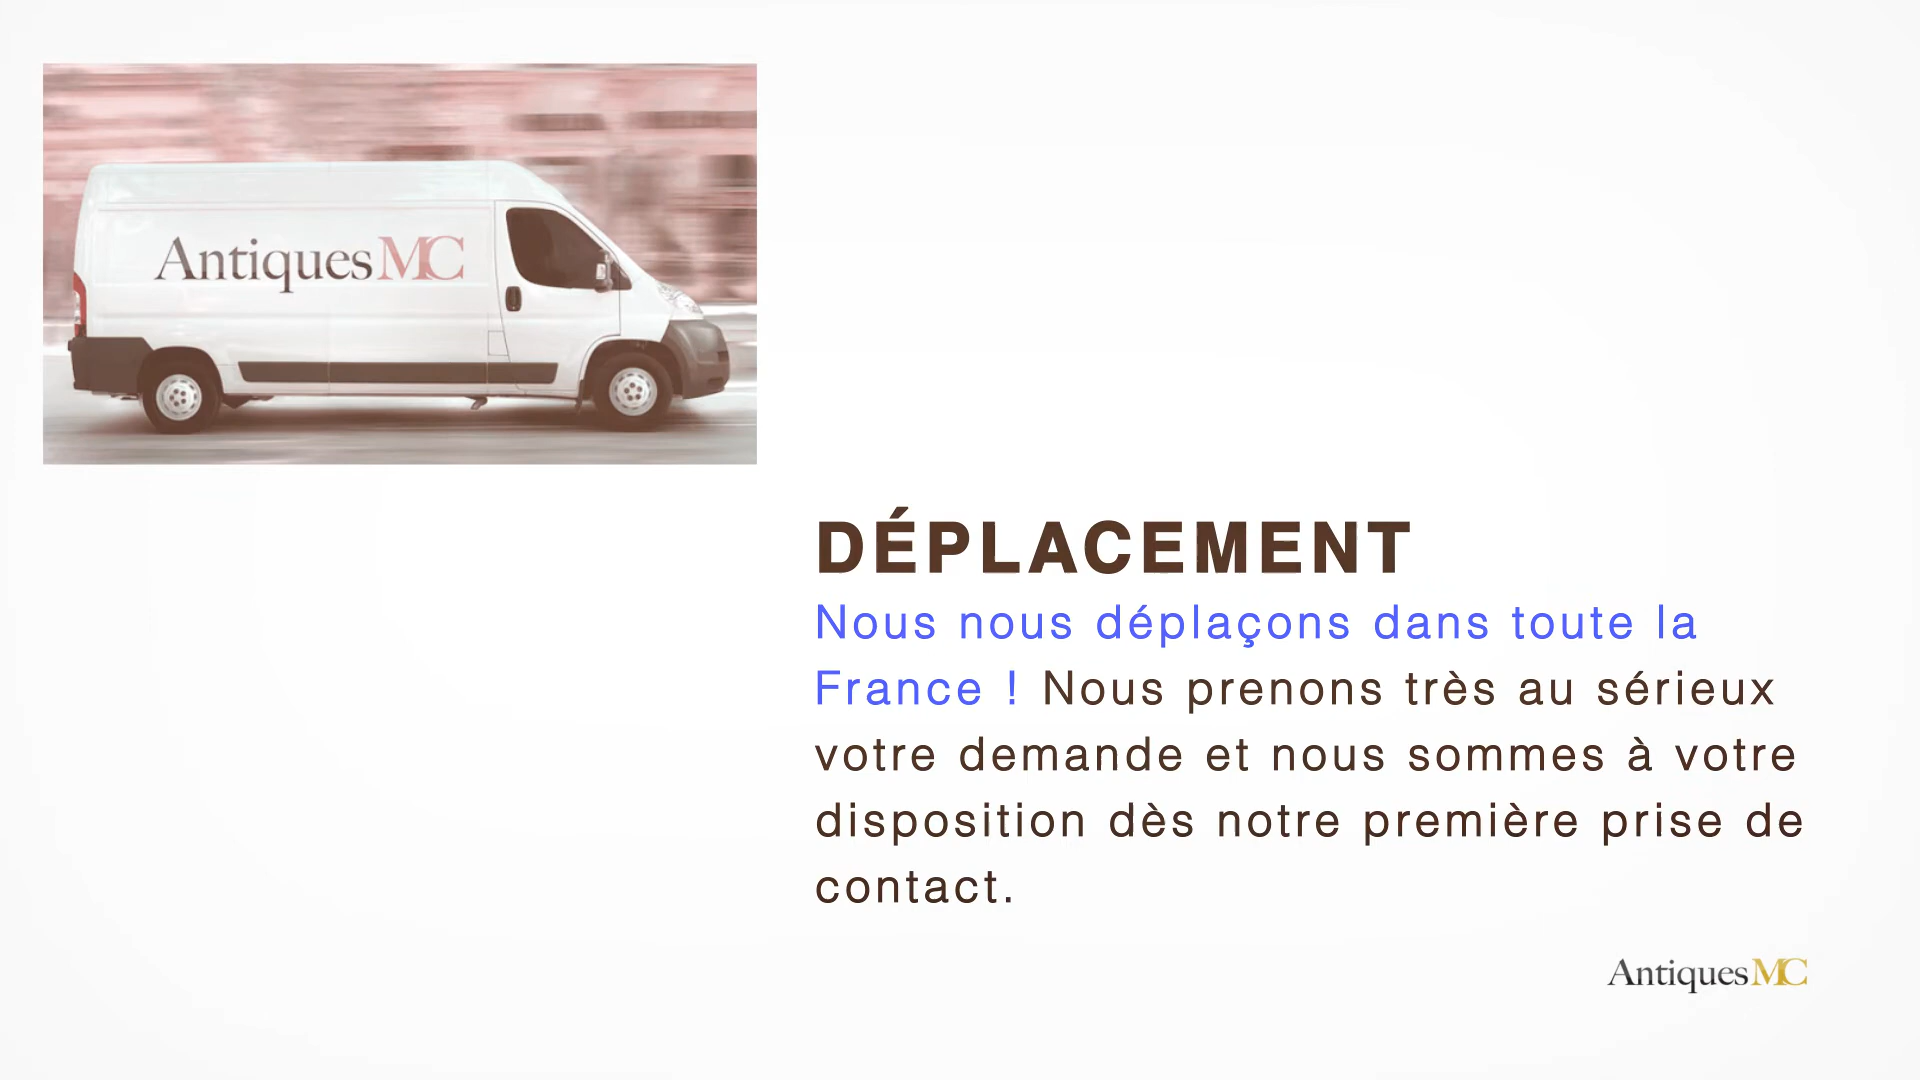 AntiquesMC
DÉPLACEMENT
Nous nous déplaçons dans toute la
France ! Nous prenons très au sérieux
votre demande et nous sommes à votre
disposition dès notre première prise de
contact.
AntiquesMC